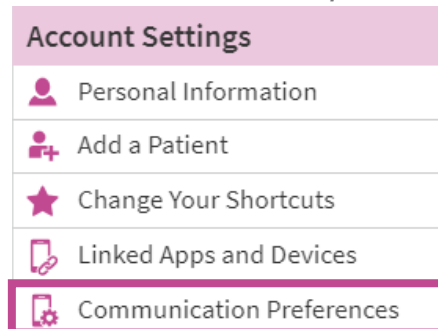 Account Settings
Personal Information
Add a Patient
Change Your Shortcuts
Linked Apps and Devices
Communication Preferences